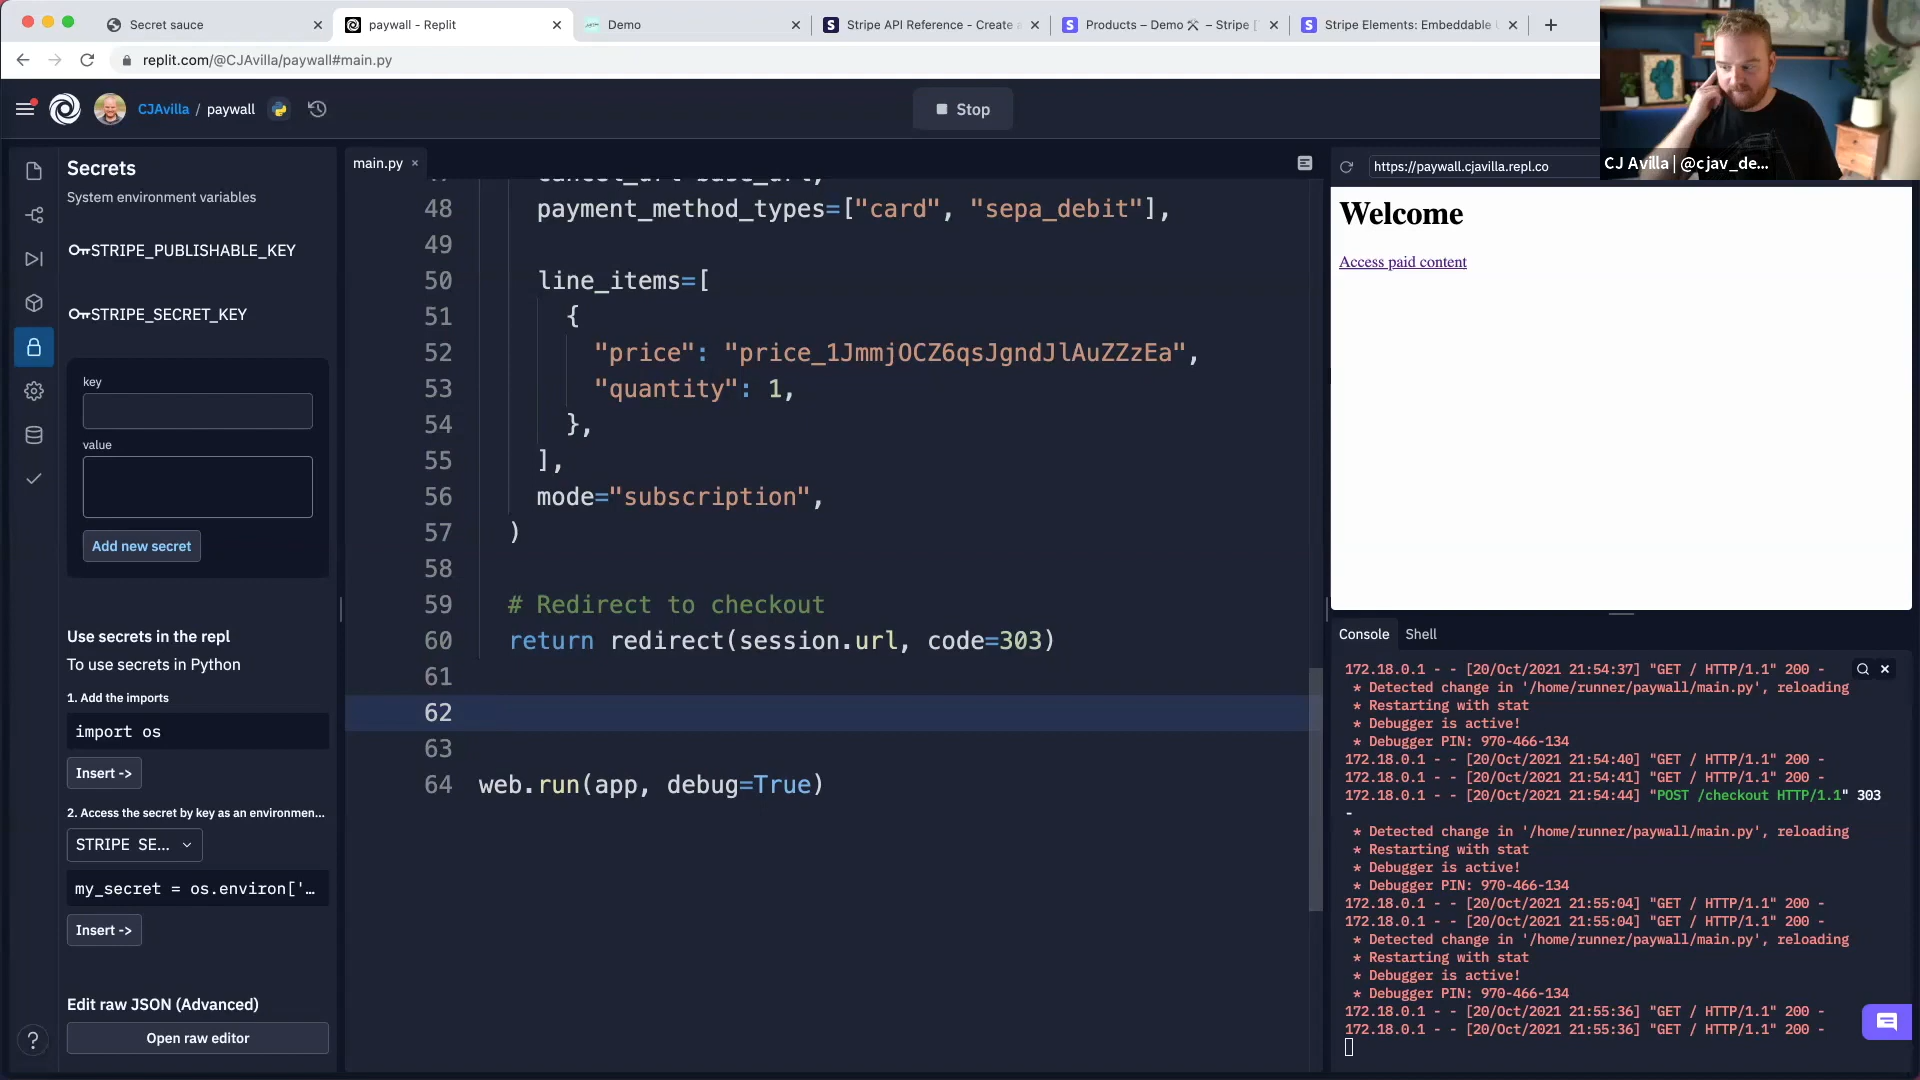 Secret sauce
paywall - Replit
Demo
Stripe API Reference - Create
Products – Demo 🛠 – Stripe [
Stripe Elements: Embeddable
replit.com/@CJAvilla/paywall#main.py
CJAvilla / paywall
Stop
CJ Avilla | @cjav_de...
Secrets
System environment variables
STRIPE_PUBLISHABLE_KEY
STRIPE_SECRET_KEY
key
value
Add new secret
Use secrets in the repl
To use secrets in Python
1. Add the imports
import os
Insert ->
2. Access the secret by key as an environmen...
STRIPE SE...
my_secret = os.environ['…
Insert ->
Edit raw JSON (Advanced)
Open raw editor
main.py
48 payment_method_types=["card", "sepa_debit"],
49
50 line_items=[
51 {
52 "price": "price_1JmmjOCZ6qsJgndJlAuZZzEa",
53 "quantity": 1,
54 },
55 ],
56 mode="subscription",
57 )
58
59 # Redirect to checkout
60 return redirect(session.url, code=303)
61
62
63
64 web.run(app, debug=True)
https://paywall.cjavilla.repl.co
Welcome
Access paid content
Console
Shell
172.18.0.1 - - [20/Oct/2021 21:54:37] "GET / HTTP/1.1" 200 -
* Detected change in '/home/runner/paywall/main.py', reloading
* Restarting with stat
* Debugger is active!
* Debugger PIN: 970-466-134
172.18.0.1 - - [20/Oct/2021 21:54:40] "GET / HTTP/1.1" 200 -
172.18.0.1 - - [20/Oct/2021 21:54:41] "GET / HTTP/1.1" 200 -
172.18.0.1 - - [20/Oct/2021 21:54:44] "POST /checkout HTTP/1.1" 303
-
* Detected change in '/home/runner/paywall/main.py', reloading
* Restarting with stat
* Debugger is active!
* Debugger PIN: 970-466-134
172.18.0.1 - - [20/Oct/2021 21:55:04] "GET / HTTP/1.1" 200 -
172.18.0.1 - - [20/Oct/2021 21:55:04] "GET / HTTP/1.1" 200 -
* Detected change in '/home/runner/paywall/main.py', reloading
* Restarting with stat
* Debugger is active!
* Debugger PIN: 970-466-134
172.18.0.1 - - [20/Oct/2021 21:55:36] "GET / HTTP/1.1" 200 -
172.18.0.1 - - [20/Oct/2021 21:55:36] "GET / HTTP/1.1" 200 -